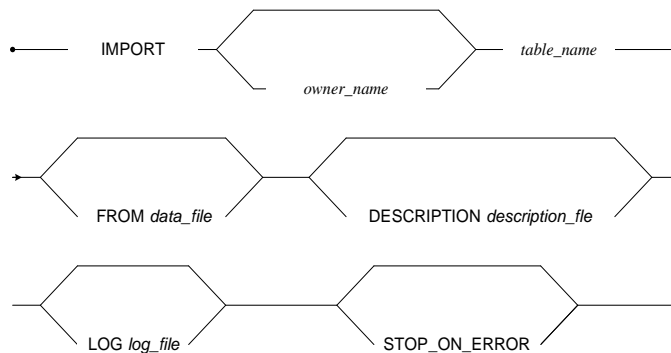 IMPORT table_name
owner_name
FROM data_file DESCRIPTION description_fle
LOG log_file STOP_ON_ERROR